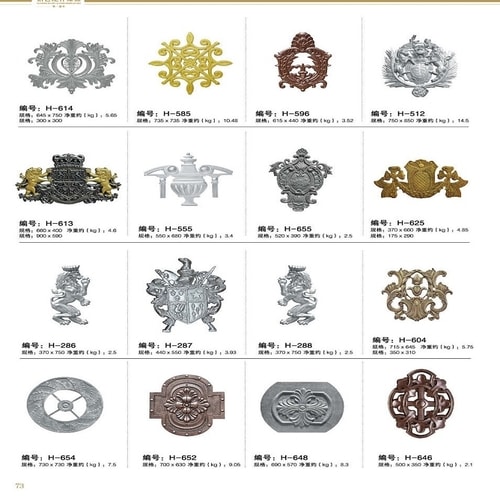 编号：H-614
规格：645 x 750 净重约（kg），5.65
规格：300 x 300
编号：H-585
规格：735 x 735 净重约（kg），10.48
编号：H-596
规格：615 x 440 净重约（kg），3.52
编号：H-512
规格：750 x 850 净重约（kg），14.5
编号：H-613
规格：660 x 400 净重约（kg），4.6
规格：900 x 590
编号：H-555
规格：550 x 680 净重约（kg），3.4
编号：H-655
规格：520 x 390 净重约（kg），2.5
编号：H-625
规格：370 x 660 净重约（kg），4.85
规格：175 x 290
编号：H-286
规格：370 x 750 净重约（kg），2.5
编号：H-287
规格：440 x 550 净重约（kg），3.93
编号：H-288
规格：370 x 750 净重约（kg），2.5
编号：H-604
规格：715 x 645 净重约（kg），5.75
规格：350 x 310
编号：H-654
规格：730 x 730 净重约（kg），7.5
编号：H-652
规格：700 x 630 净重约（kg），9.05
编号：H-648
规格：690 x 570 净重约（kg），8.3
编号：H-646
规格：500 x 350 净重约（kg），2.1
73